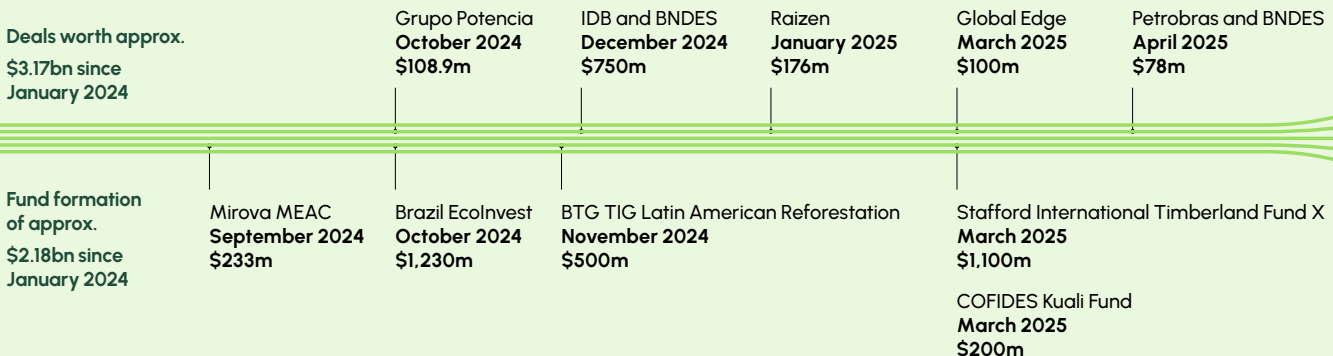 Deals worth approx.
$3.17bn since
January 2024
Grupo Potencia
October 2024
$108.9m
IDB and BNDES
December 2024
$750m
Raizen
January 2025
$176m
Global Edge
March 2025
$100m
Petrobras and BNDES
April 2025
$78m
Fund formation
of approx.
$2.18bn since
January 2024
Mirova MEAC
September 2024
$233m
Brazil EcoInvest
October 2024
$1,230m
BTG TIG Latin American Reforestation
November 2024
$500m
Stafford International Timberland Fund X
March 2025
$1,100m
COFIDES Kuali Fund
March 2025
$200m